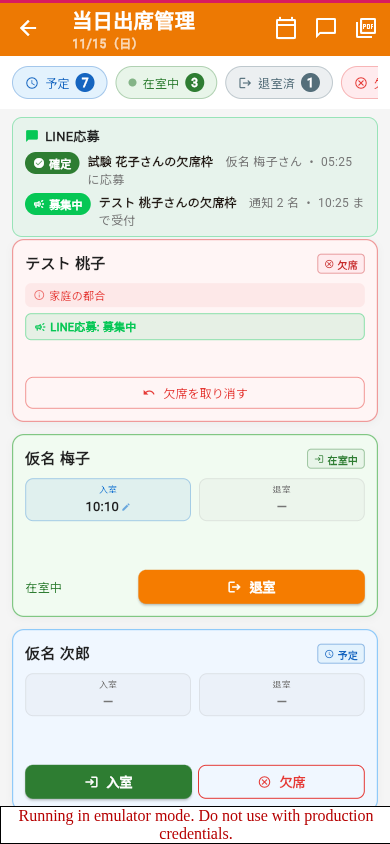 当日出席管理
11/15（日）
予定 7 在室中 3 退室済 1
LINE応募
確定 試験 花子さんの欠席枠 仮名 梅子さん ・ 05:25
に応募
募集中 テスト 桃子さんの欠席枠 通知 2 名 ・ 10:25 ま
で受付
テスト 桃子 欠席
家庭の都合
LINE応募: 募集中
欠席を取り消す
仮名 梅子 在室中
入室 退室
10:10 —
在室中 退室
仮名 次郎 予定
入室 退室
— —
入室 欠席
Running in emulator mode. Do not use with production
credentials.